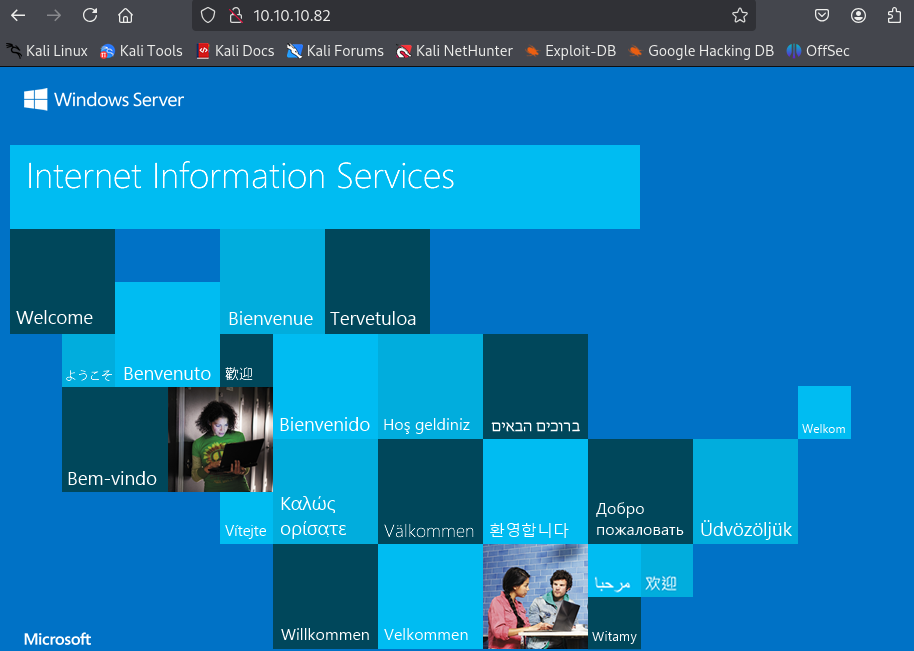 10.10.10.82
Kali Linux
Kali Tools
Kali Docs
Kali Forums
Kali NetHunter
Exploit-DB
Google Hacking DB
OffSec
Windows Server
Internet Information Services
Welcome
Bienvenue
Tervetuloa
ようこそ
Benvenuto
歡迎
Bienvenido
Hoş geldiniz
ברוכים הבאים
Welkom
Bem-vindo
Vítejte
Καλώς
ορίσατε
Välkommen
환영합니다
Добро
пожаловать
Üdvözöljük
مرحبا
欢迎
Willkommen
Velkommen
Witamy
Microsoft